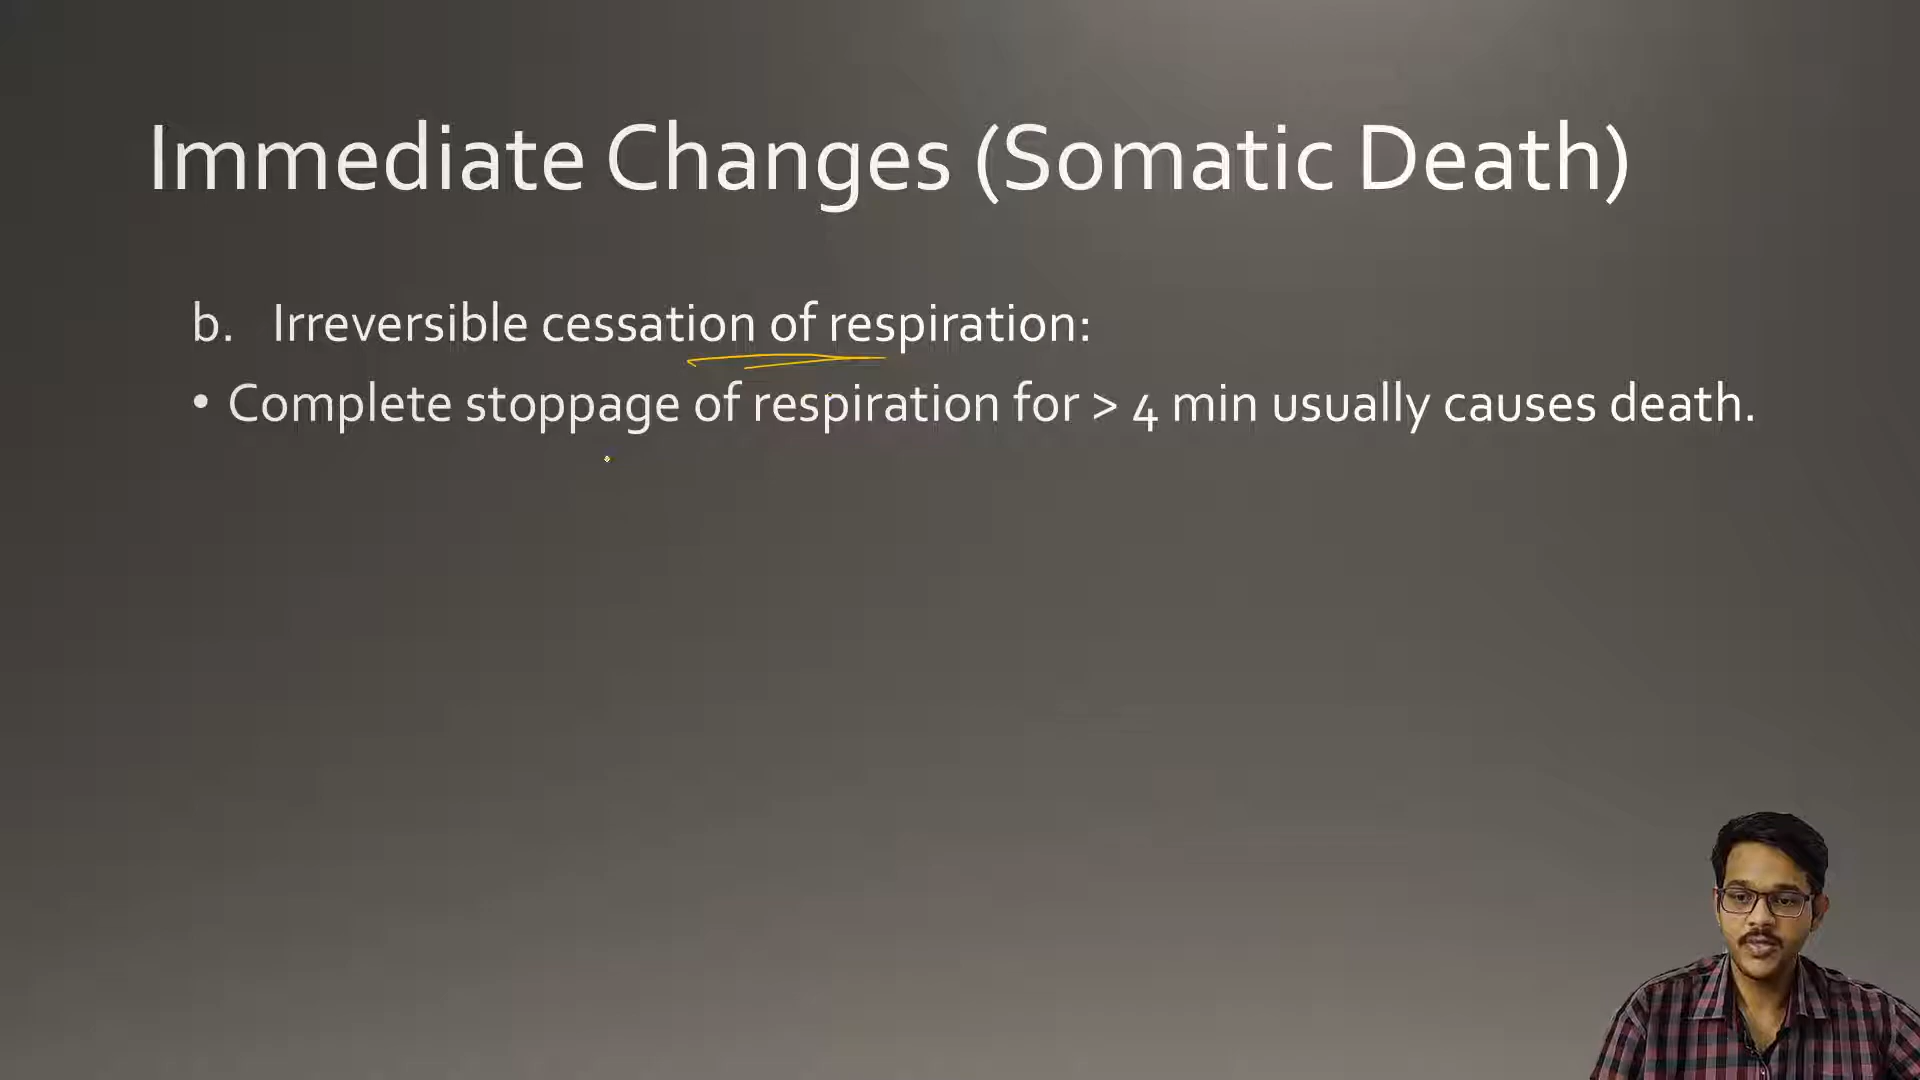 Immediate Changes (Somatic Death)
b. Irreversible cessation of respiration:
• Complete stoppage of respiration for > 4 min usually causes death.